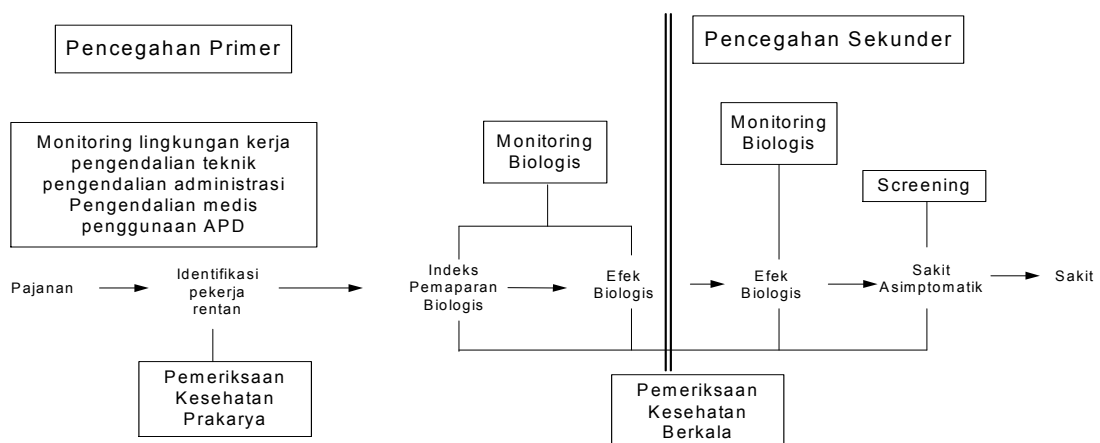 Pencegahan Primer
Pencegahan Sekunder
Monitoring lingkungan kerja
pengendalian teknik
pengendalian administrasi
Pengendalian medis
penggunaan APD
Monitoring
Biologis
Monitoring
Biologis
Screening
Pajanan
Identifikasi
pekerja
rentan
Indeks
Pemaparan
Biologis
Efek
Biologis
Efek
Biologis
Sakit
Asimptomatik
Sakit
Pemeriksaan
Kesehatan
Prakarya
Pemeriksaan
Kesehatan
Berkala